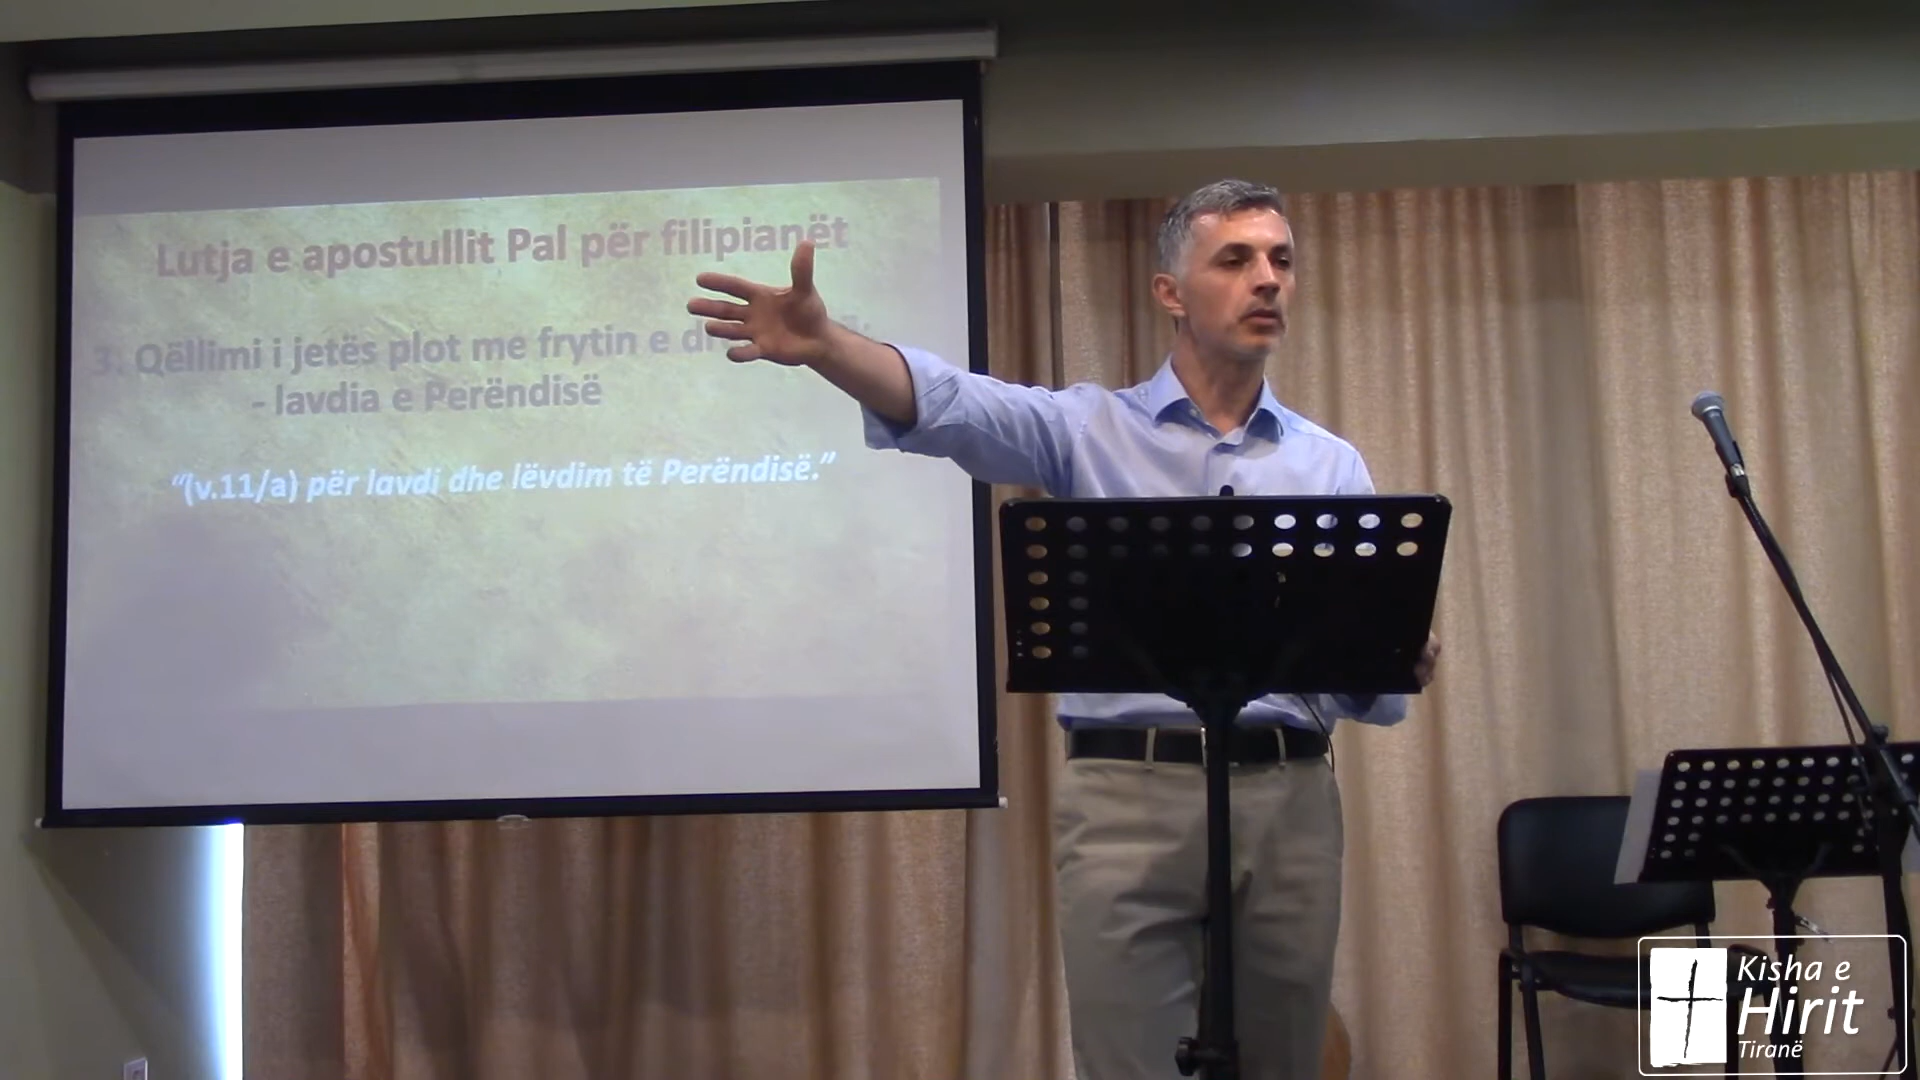 Lutja e apostullit Pal për filipianët
3. Qëllimi i jetës plot me frytin e
- lavdia e Perëndisë
“(v.11/a) për lavdi dhe lëvdim të Perëndisë.”
Kisha e
Hirit
Tiranë